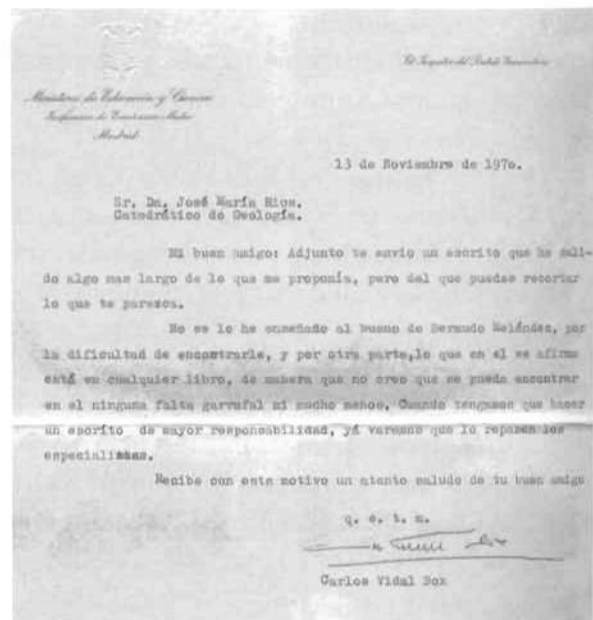 Ministerio de Educación y Ciencia
Madrid
13 de Noviembre de 1970.
Sr. Dn. José María Rios.
Catedrático de Geología.
Mi buen amigo: Adjunto te envio un escrito que ha sali-
do algo mas largo de lo que me proponía, pero del que puedes recortar
lo que te parezca.
No se lo he enseñado al bueno de Bermudo Meléndez, por
la dificultad de encontrarle, y por otra parte,lo que en el se afirma
está en cualquier libro, de manera que no creo que se pueda encontrar
en el ninguna falta garrafal ni mucho menos. Cuando tengamos que hacer
un escrito de mayor responsabilidad, yá veremos que lo reparen los
especialistas.
Recibe con este motivo un atento saludo de tu buen amigo
q. e. t. m.
Carlos Vidal Box